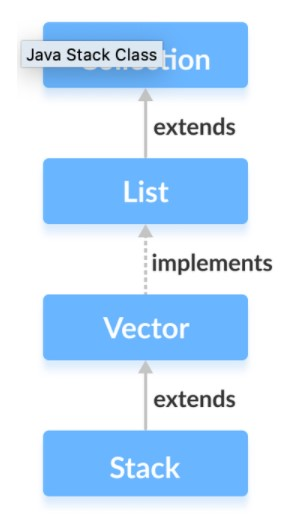 Java Stack Class
extends
List
implements
Vector
extends
Stack